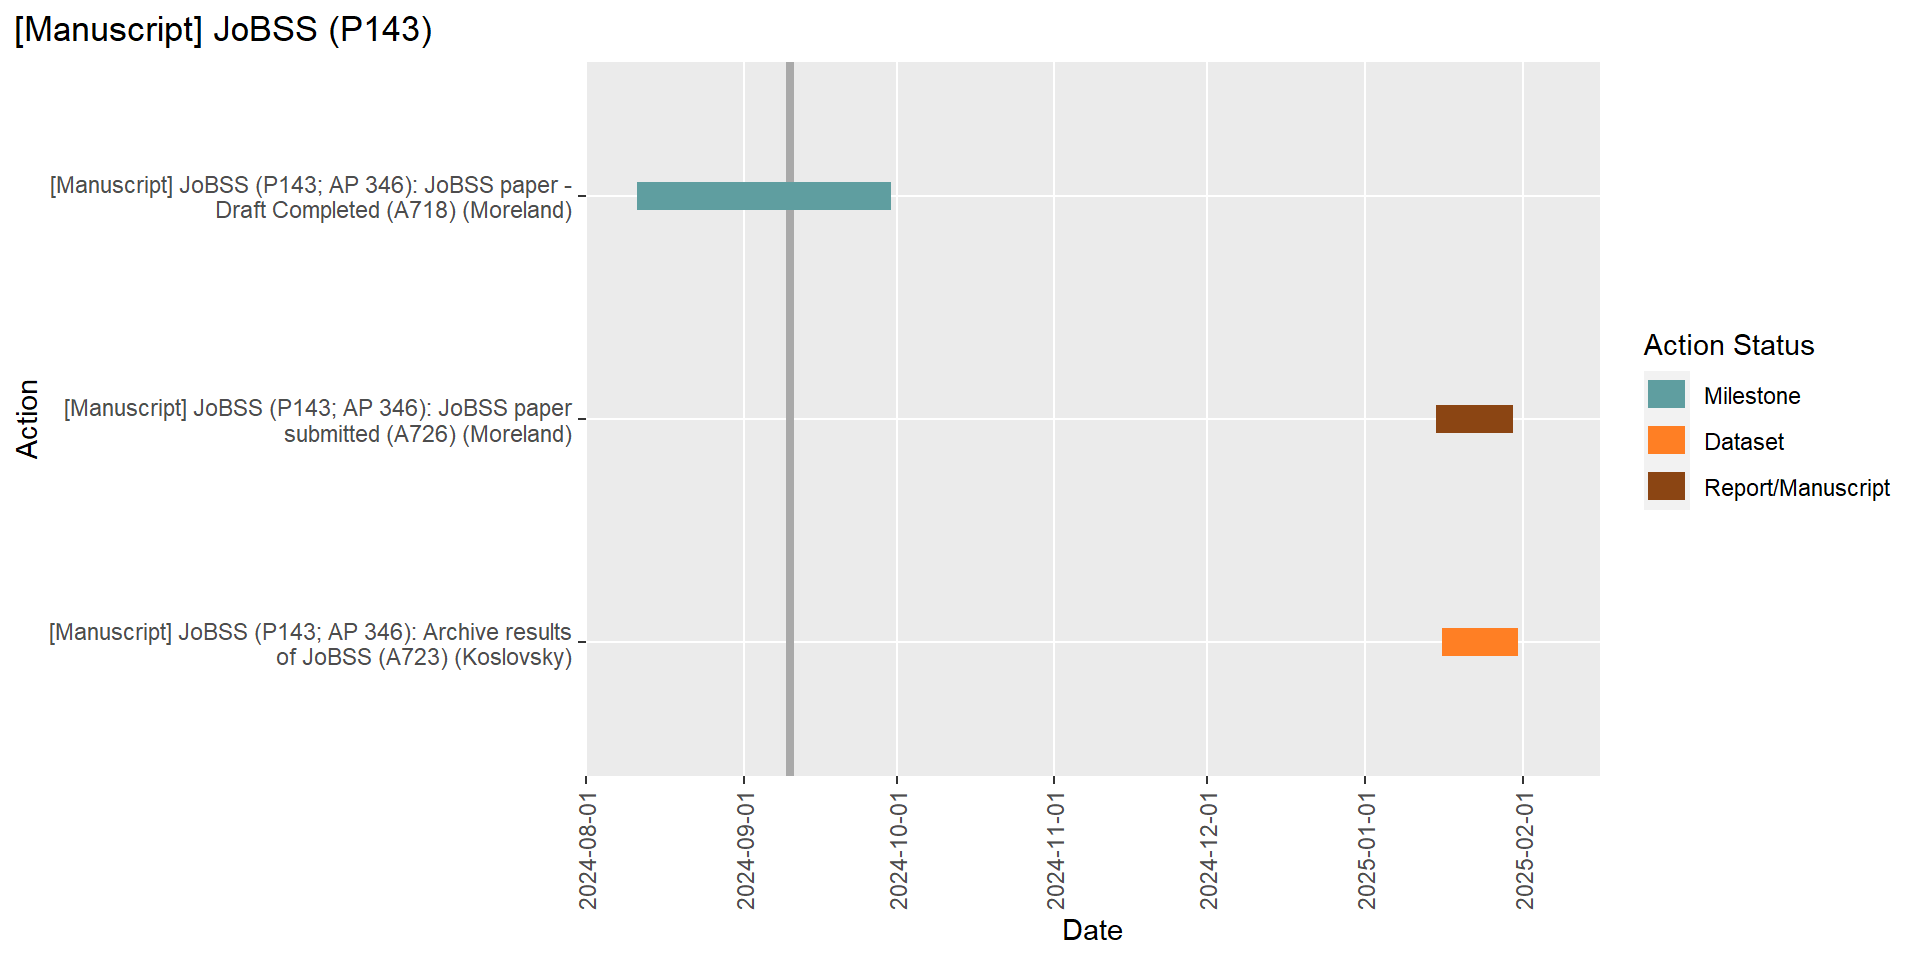 [Manuscript] JoBSS (P143)
[Manuscript] JoBSS (P143; AP 346): JoBSS paper -
Draft Completed (A718) (Moreland)
[Manuscript] JoBSS (P143; AP 346): JoBSS paper
submitted (A726) (Moreland)
[Manuscript] JoBSS (P143; AP 346): Archive results
of JoBSS (A723) (Koslovsky)
Action
2024-08-01
2024-09-01
2024-10-01
2024-11-01
2024-12-01
2025-01-01
2025-02-01
Date
Action Status
Milestone
Dataset
Report/Manuscript